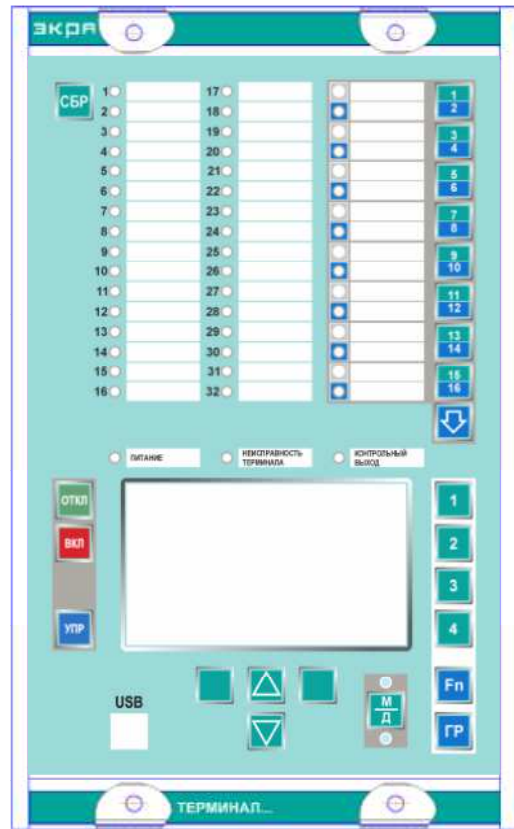 ЭКРА
СБР
1 17 1
2 18 2
3 19 3
4 20 4
5 21 5
6 22 6
7 23 7
8 24 8
9 25 9
10 26 10
11 27 11
12 28 12
13 29 13
14 30 14
15 31 15
16 32 16
ПИТАНИЕ
НЕИСПРАВНОСТЬ
ТЕРМИНАЛА
КОНТРОЛЬНЫЙ
ВЫХОД
ОТКЛ
1
ВКЛ
2
3
УПР
4
USB
М
Д
Fn
ГР
ТЕРМИНАЛ...